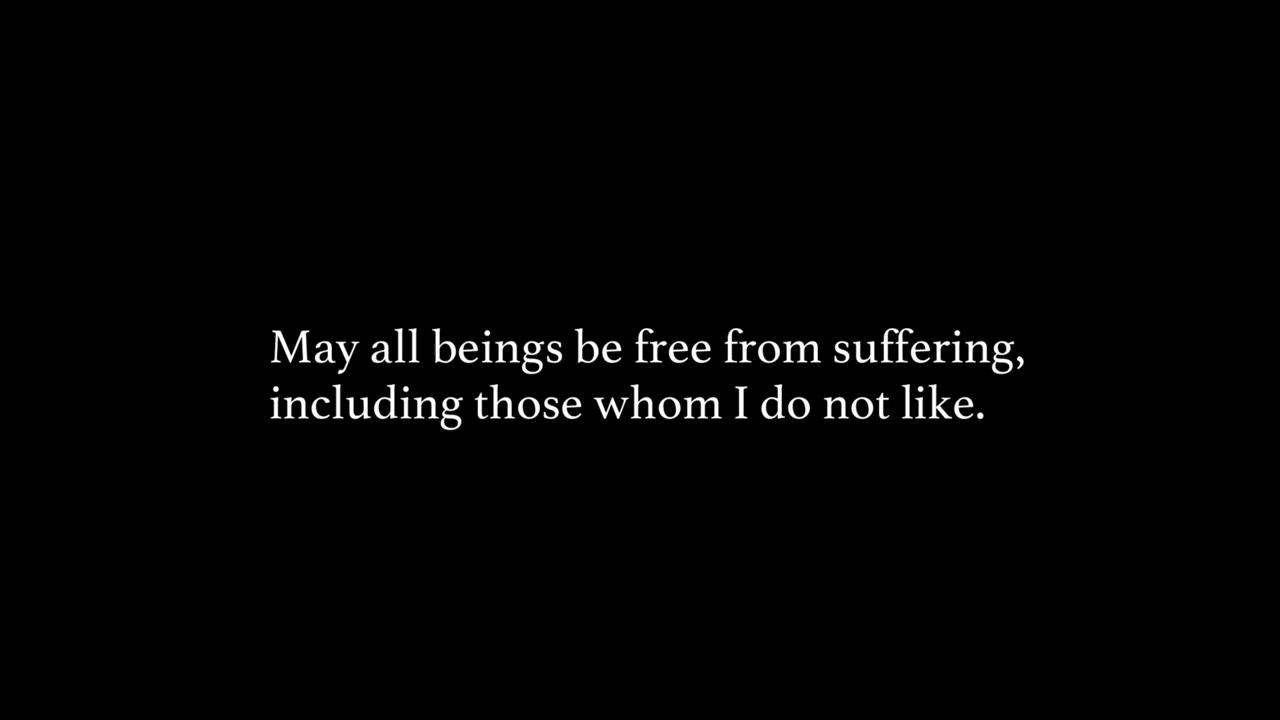 May all beings be free from suffering,
including those whom I do not like.